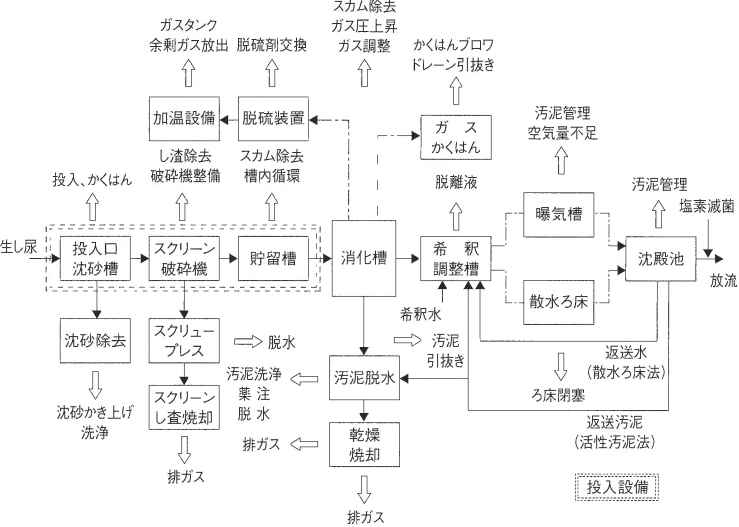 ガスタンク
余剰ガス放出
脱硫剤交換
スカム除去
ガス圧上昇
ガス調整
かくはんブロワ
ドレーン引抜き
加温設備
脱硫装置
ガス
かくはん
汚泥管理
空気量不足
し渣除去
破砕機整備
スカム除去
槽内循環
投入、かくはん
脱離液
汚泥管理
塩素滅菌
曝気槽
生し尿
投入口
沈砂槽
スクリーン
破砕機
貯留槽
消化槽
希釈
調整槽
沈殿池
放流
散水ろ床
希釈水
沈砂除去
スクリュー
プレス
脱水
汚泥
引抜き
返送水
(散水ろ床法)
汚泥洗浄
薬注
脱水
汚泥脱水
ろ床閉塞
沈砂かき上げ
洗浄
スクリーン
し査焼却
返送汚泥
(活性汚泥法)
排ガス
乾燥
焼却
排ガス
投入設備
排ガス